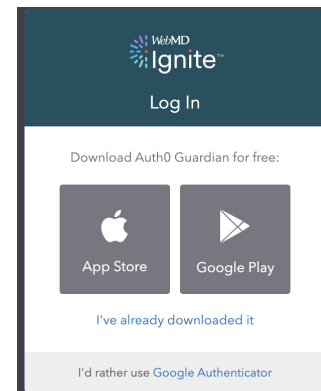 WebMD
Ignite™
Log In
Download Auth0 Guardian for free:
App Store
Google Play
I've already downloaded it
I'd rather use Google Authenticator